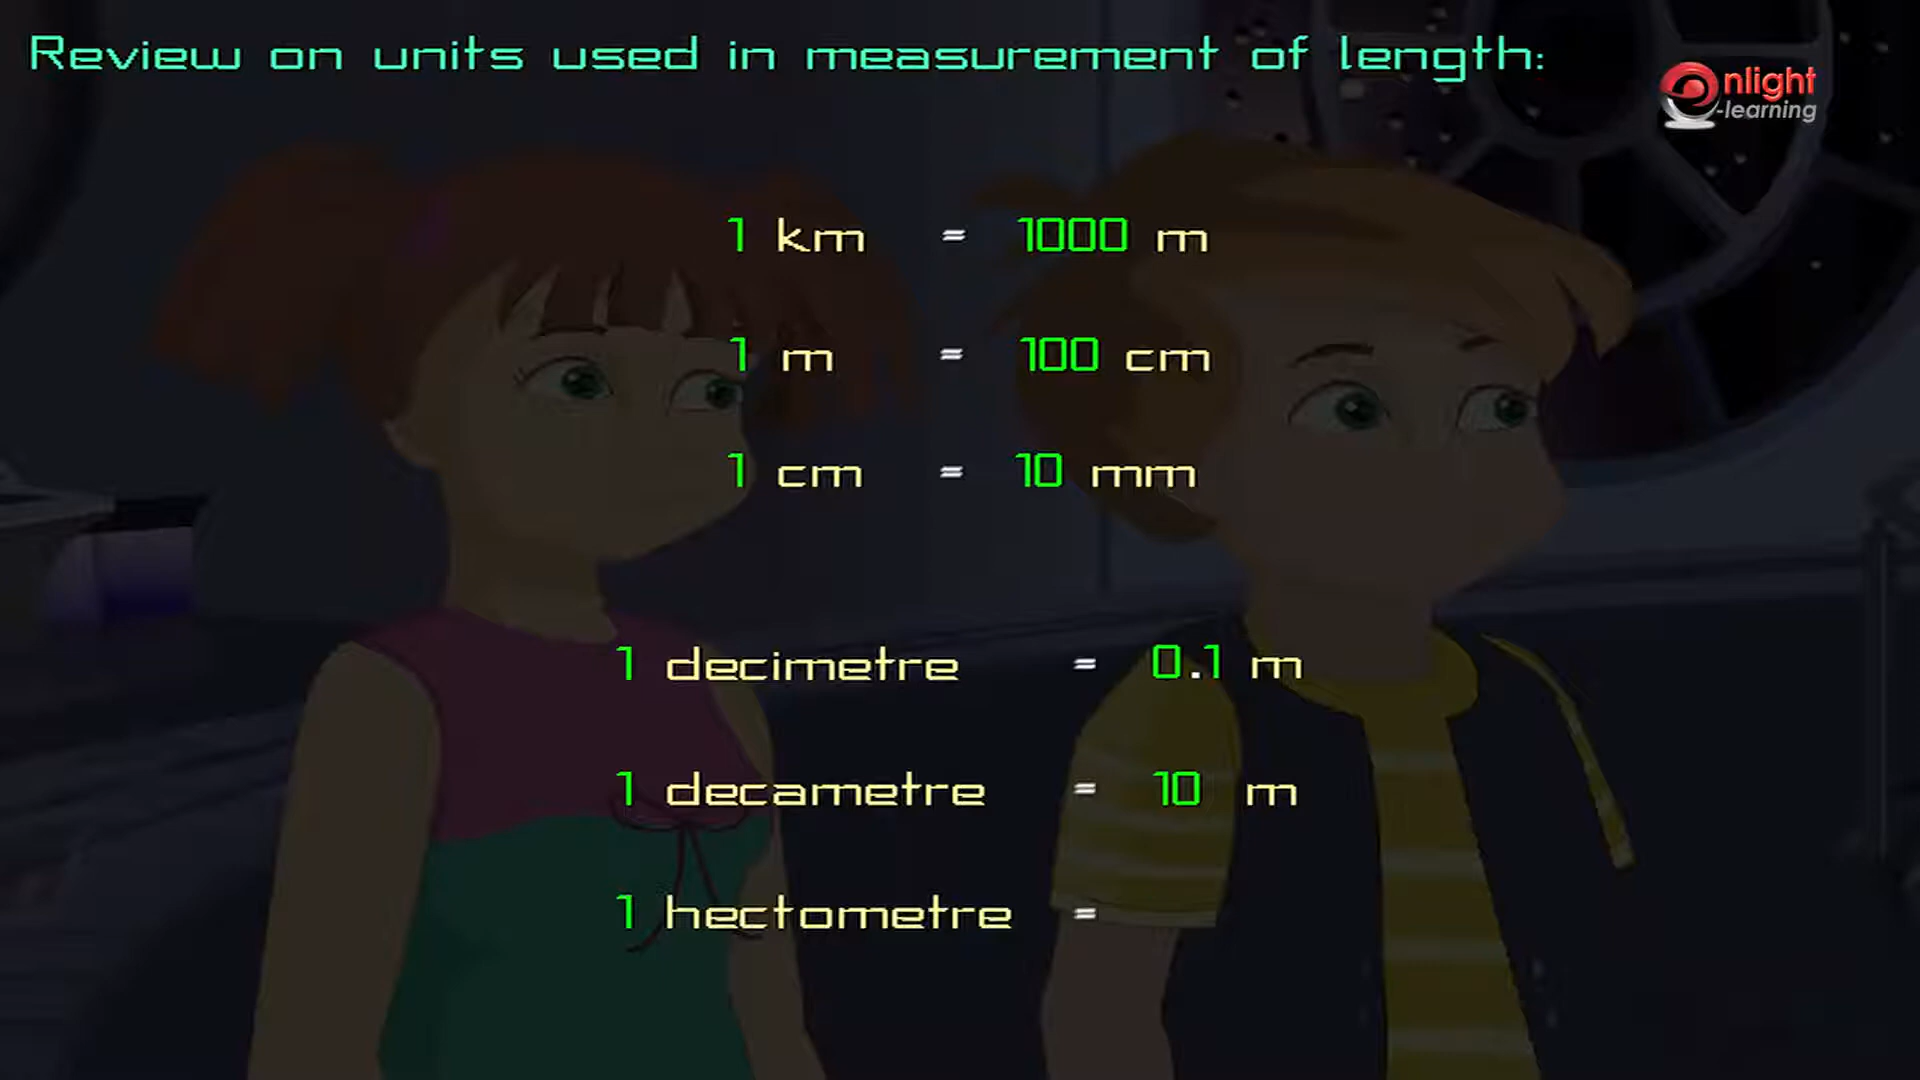 Review on units used in measurement of length:
nlight
-learning
1 km = 1000 m
1 m = 100 cm
1 cm = 10 mm
1 decimetre = 0.1 m
1 decametre = 10 m
1 hectometre =